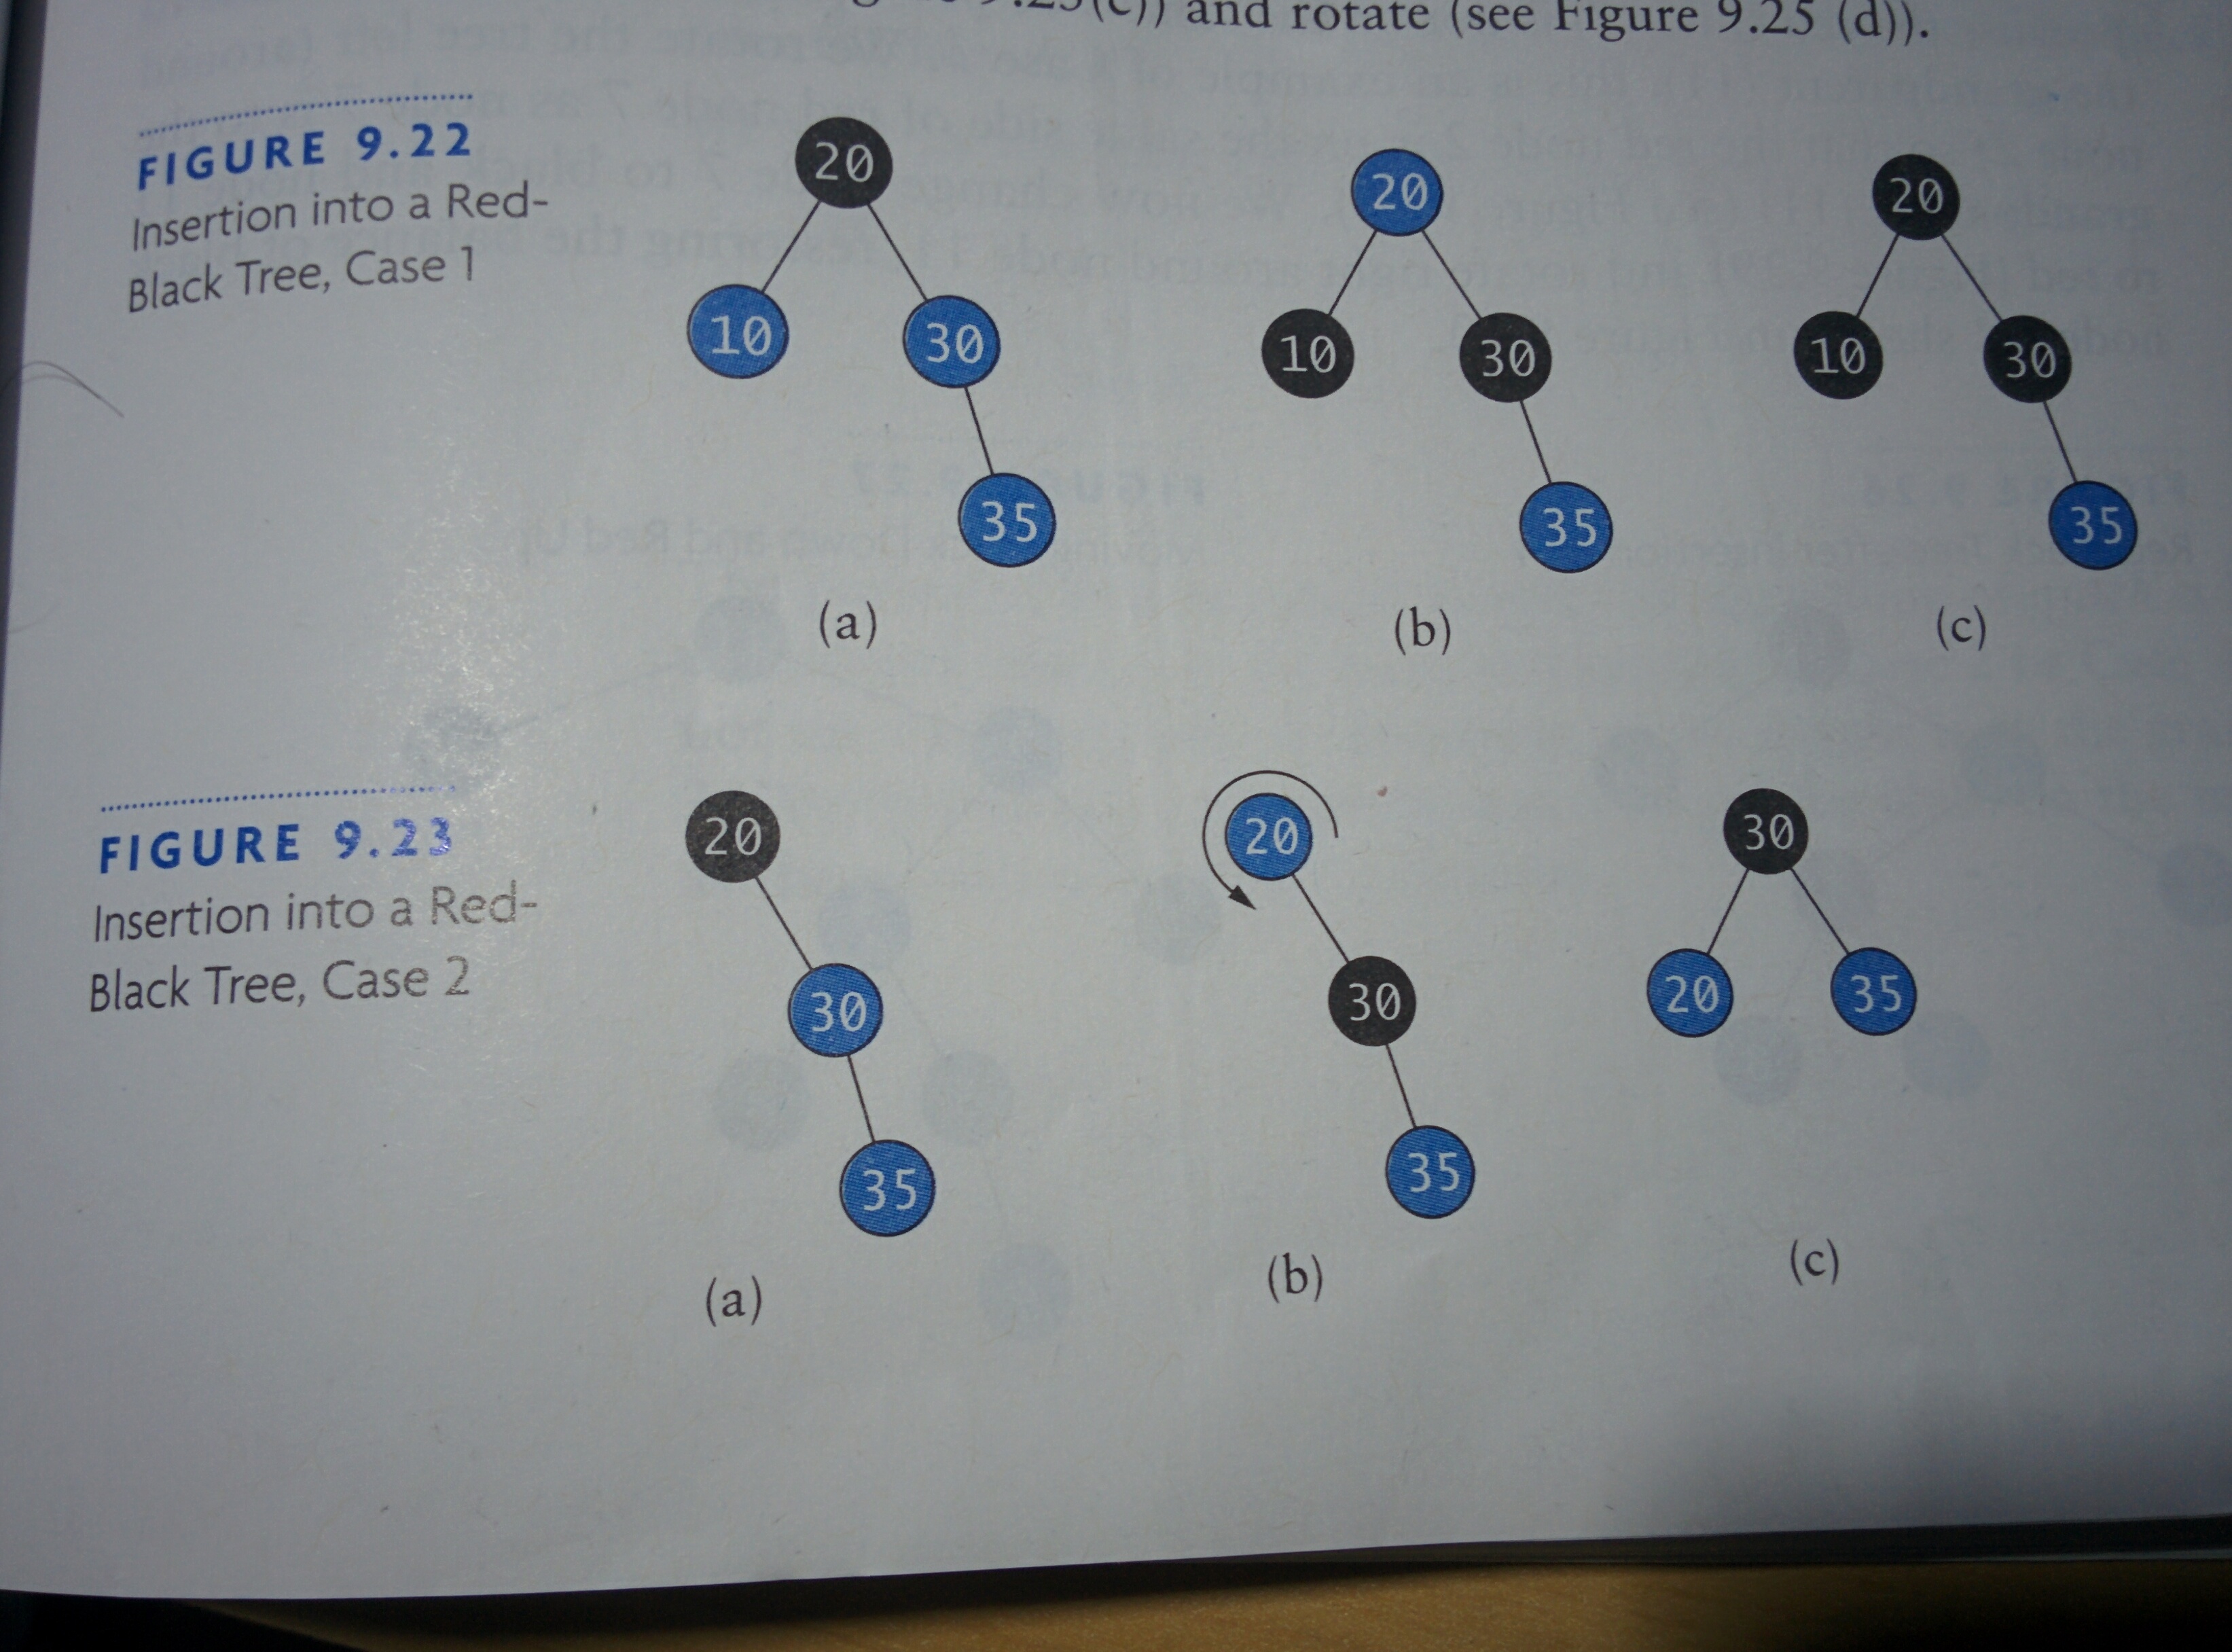 9.25(c)) and rotate (see Figure 9.25 (d)).
FIGURE 9.22
Insertion into a Red-
Black Tree, Case 1
20
10
30
35
(a)
20
10
30
35
(b)
20
10
30
35
(c)
FIGURE 9.23
Insertion into a Red-
Black Tree, Case 2
20
30
35
(a)
20
30
35
(b)
30
20
35
(c)